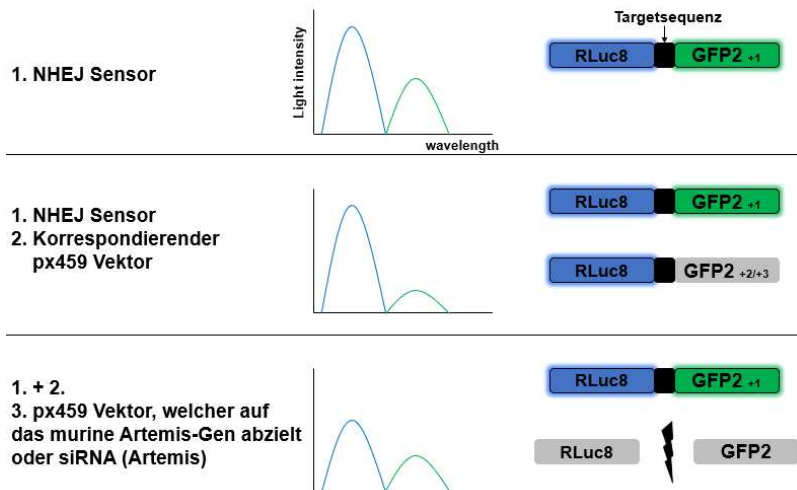 Targetsequenz
RLuc8 GFP2 +1
1. NHEJ Sensor
Light intensity
wavelength
1. NHEJ Sensor
2. Korrespondierender
px459 Vektor
RLuc8 GFP2 +1
RLuc8 GFP2 +2/+3
1. + 2.
3. px459 Vektor, welcher auf
das murine Artemis-Gen abzielt
oder siRNA (Artemis)
RLuc8 GFP2 +1
RLuc8 GFP2